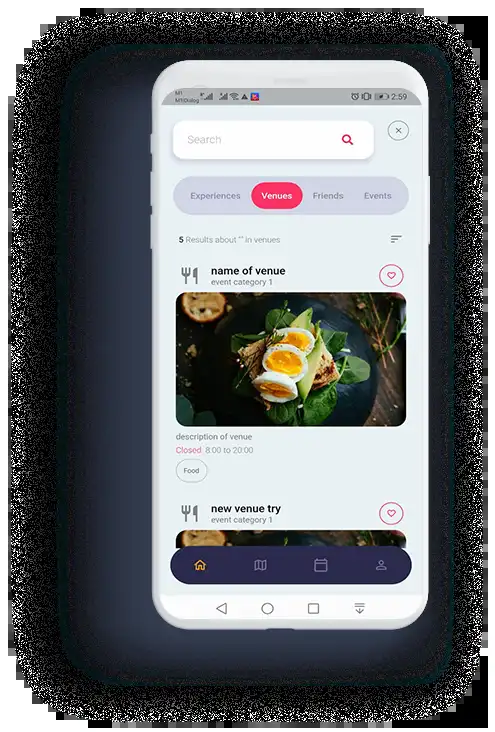 M1
M1Dialog
2:59
Search
Experiences
Venues
Friends
Events
5 Results about "" in venues
name of venue
event category 1
description of venue
Closed 8:00 to 20:00
Food
new venue try
event category 1